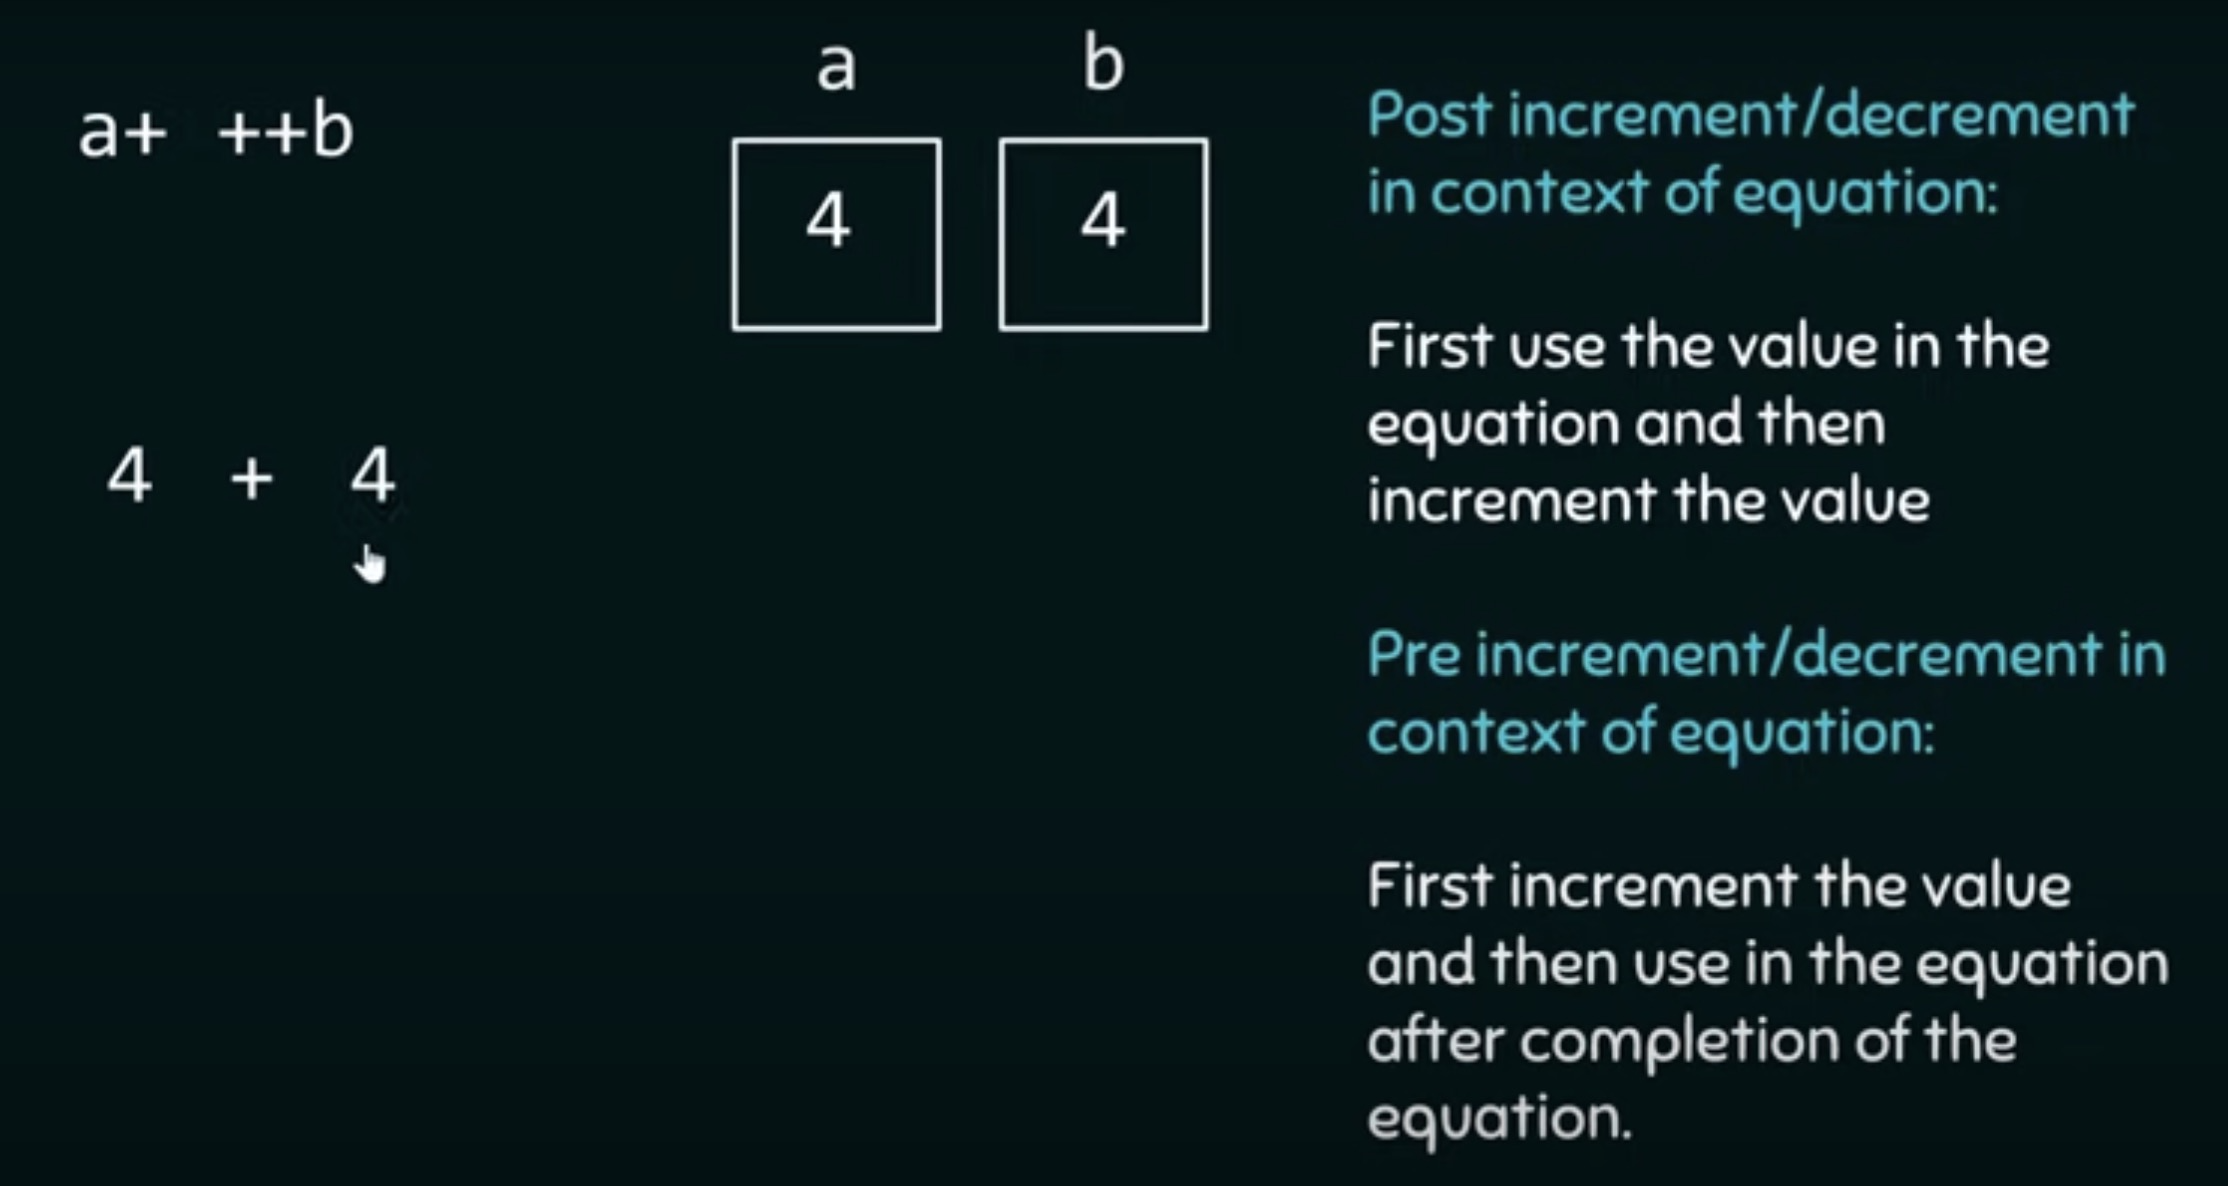 a+ ++b
a b
4 4
4 + 4
Post increment/decrement
in context of equation:
First use the value in the
equation and then
increment the value
Pre increment/decrement in
context of equation:
First increment the value
and then use in the equation
after completion of the
equation.